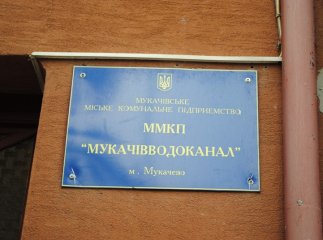 МУКАЧІВСЬКЕ
МІСЬКЕ КОМУНАЛЬНЕ ПІДПРИЄМСТВО
ММКП
"МУКАЧІВВОДОКАНАЛ"
м. Мукачево